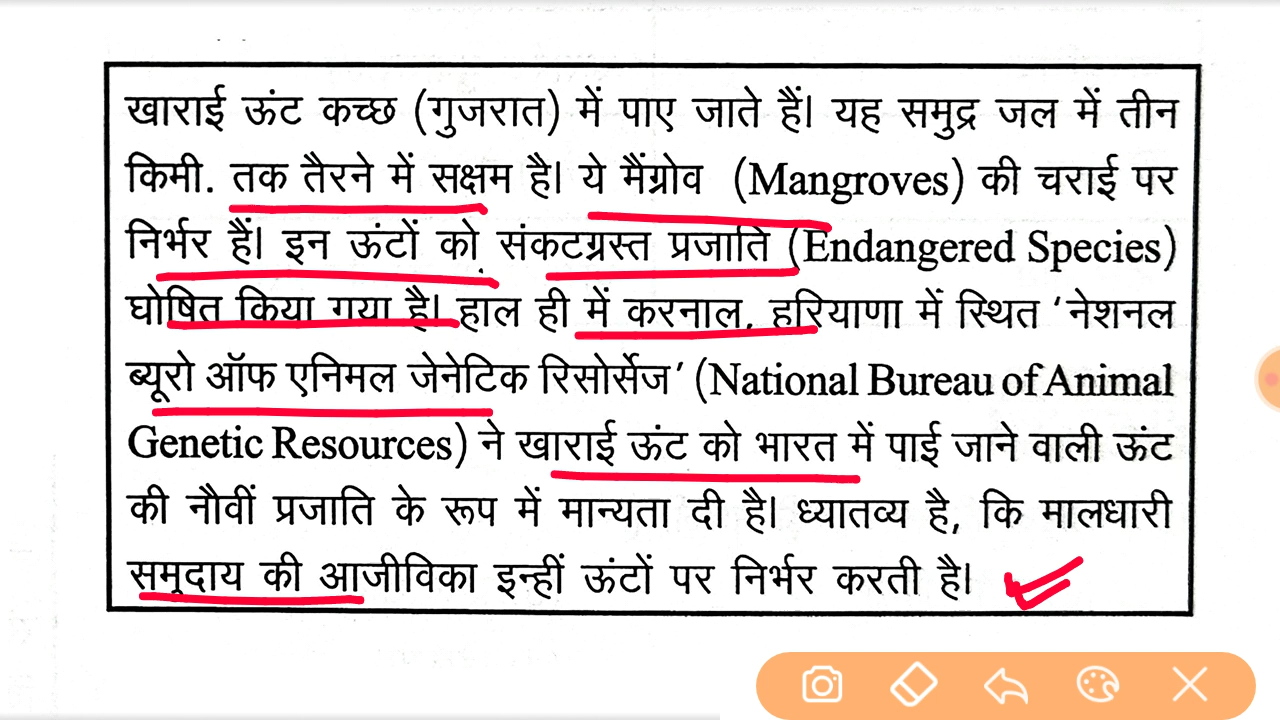 खाराई ऊंट कच्छ (गुजरात) में पाए जाते हैं। यह समुद्र जल में तीन
किमी. तक तैरने में सक्षम है। ये मैंग्रोव (Mangroves) की चराई पर
निर्भर हैं। इन ऊंटों को संकटग्रस्त प्रजाति (Endangered Species)
घोषित किया गया है। हाल ही में करनाल, हरियाणा में स्थित ‘नेशनल
ब्यूरो ऑफ एनिमल जेनेटिक रिसोर्सेज’ (National Bureau of Animal
Genetic Resources) ने खाराई ऊंट को भारत में पाई जाने वाली ऊंट
की नौवीं प्रजाति के रूप में मान्यता दी है। ध्यातव्य है, कि मालधारी
समुदाय की आजीविका इन्हीं ऊंटों पर निर्भर करती है।